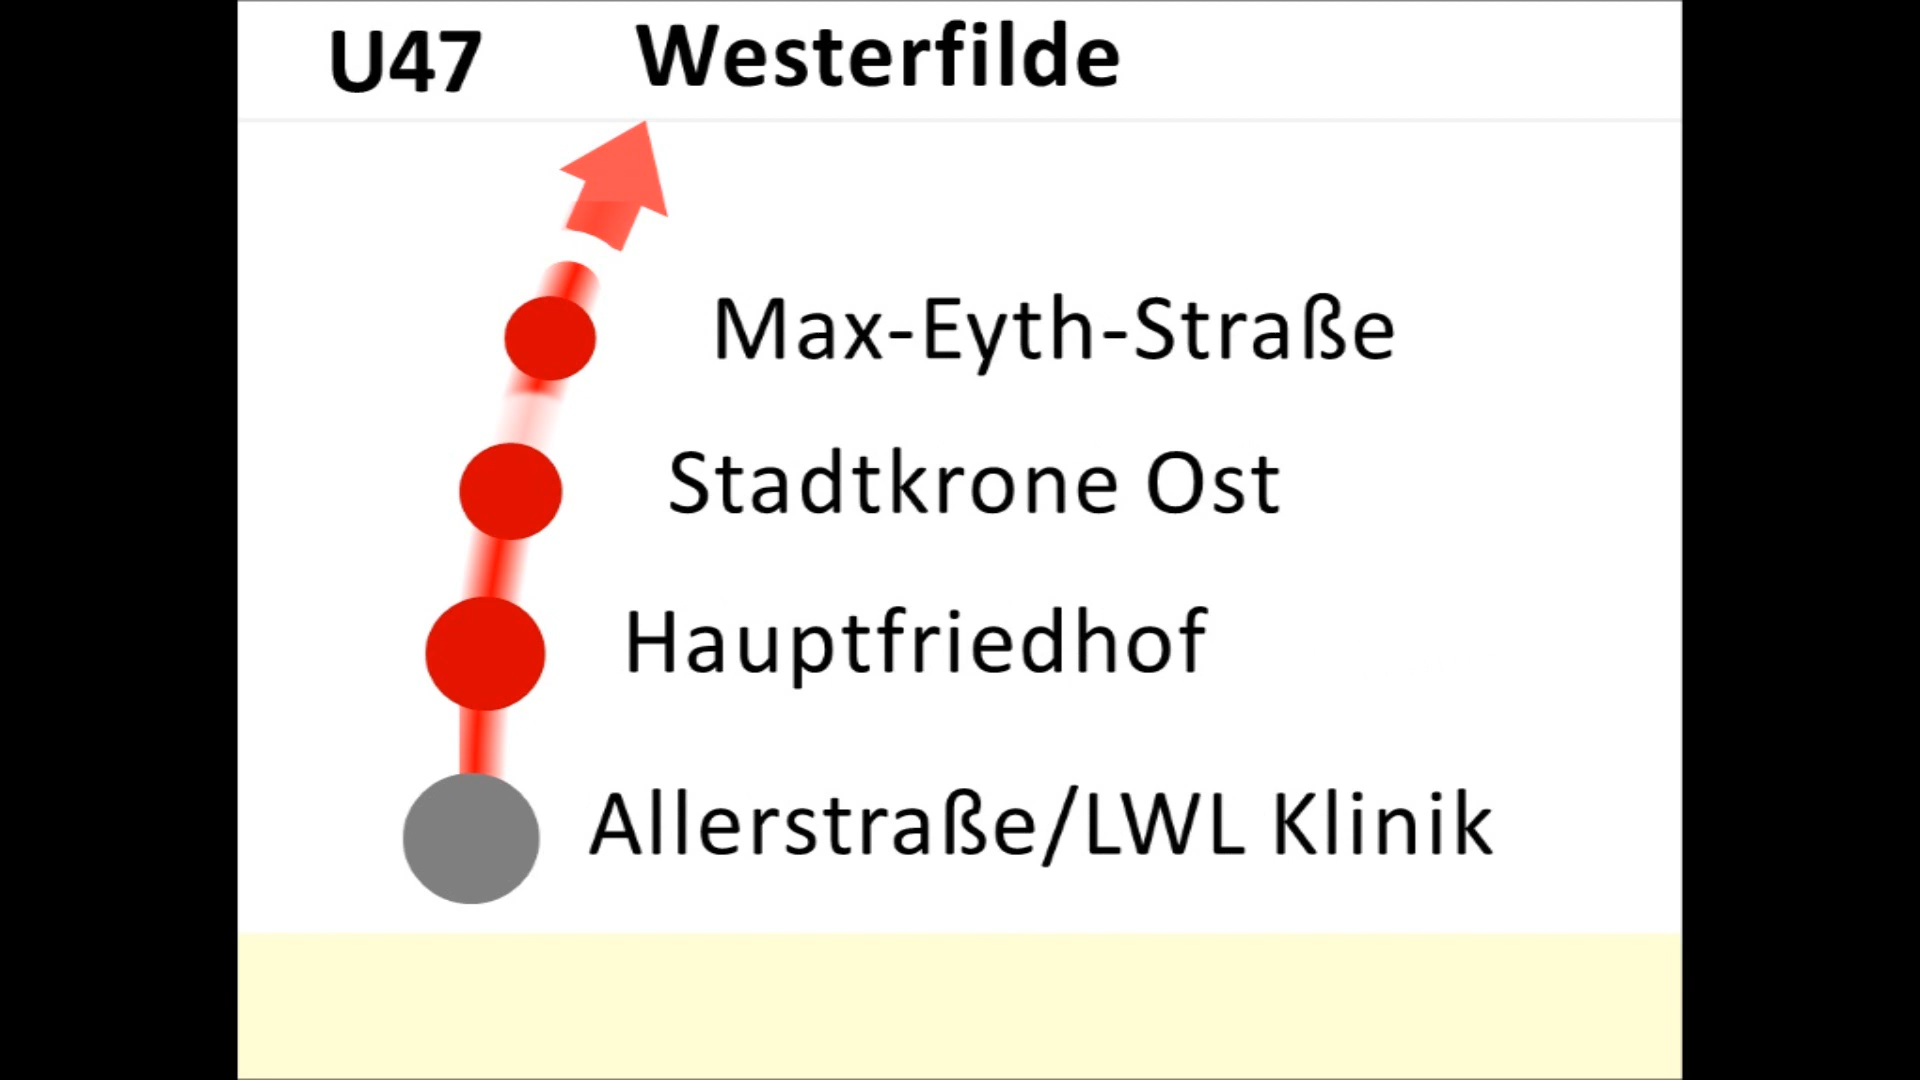 U47 Westerfilde
Max-Eyth-Straße
Stadtkrone Ost
Hauptfriedhof
Allerstraße/LWL Klinik